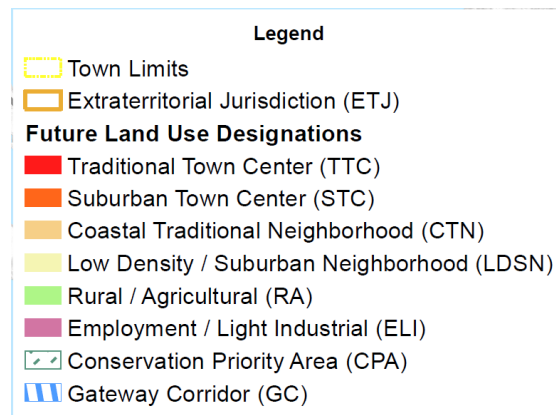 Legend
Town Limits
Extraterritorial Jurisdiction (ETJ)
Future Land Use Designations
Traditional Town Center (TTC)
Suburban Town Center (STC)
Coastal Traditional Neighborhood (CTN)
Low Density / Suburban Neighborhood (LDSN)
Rural / Agricultural (RA)
Employment / Light Industrial (ELI)
Conservation Priority Area (CPA)
Gateway Corridor (GC)